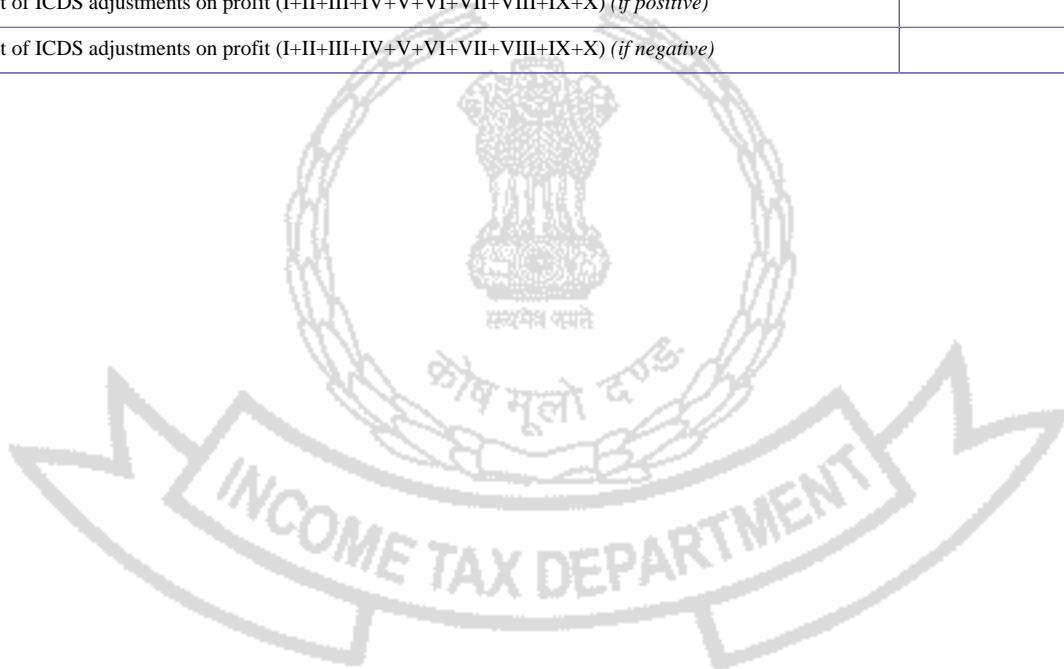 t of ICDS adjustments on profit (I+II+III+IV+V+VI+VII+VIII+IX+X) (if positive)
t of ICDS adjustments on profit (I+II+III+IV+V+VI+VII+VIII+IX+X) (if negative)
सत्यमेव जयते
कोष मूलो दण्डः
INCOME TAX DEPARTMENT